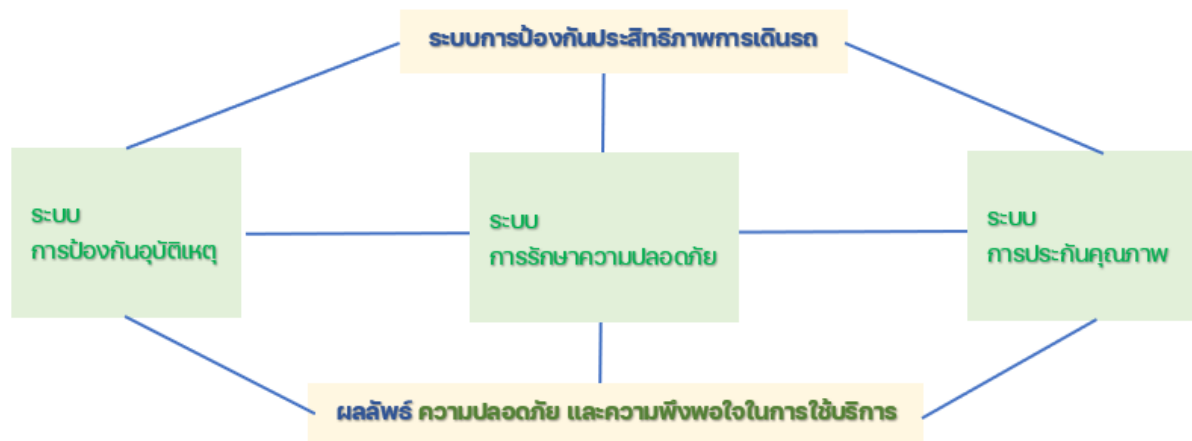 ระบบการป้องกันประสิทธิภาพการเดินรถ
ระบบ
การป้องกันอุบัติเหตุ
ระบบ
การรักษาความปลอดภัย
ระบบ
การประกันคุณภาพ
ผลลัพธ์ ความปลอดภัย และความพึงพอใจในการใช้บริการ